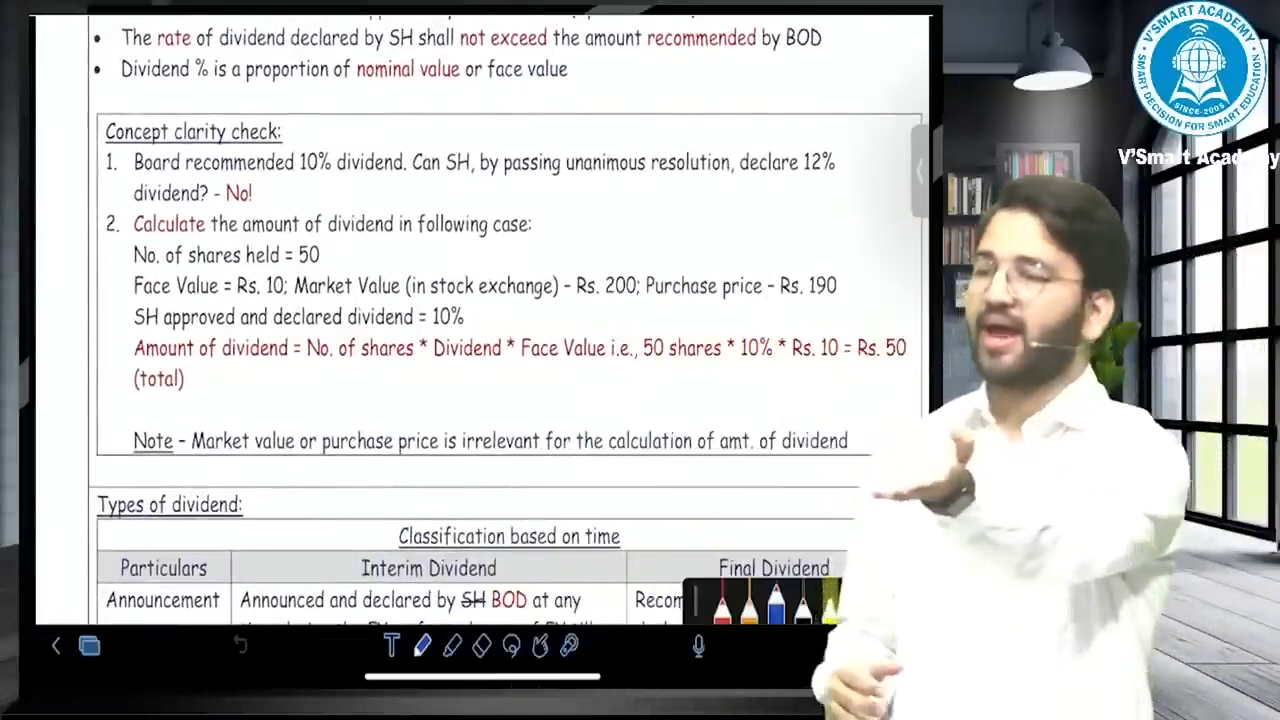 • The rate of dividend declared by SH shall not exceed the amount recommended by BOD
• Dividend % is a proportion of nominal value or face value
Concept clarity check:
1. Board recommended 10% dividend. Can SH, by passing unanimous resolution, declare 12%
dividend? - No!
2. Calculate the amount of dividend in following case:
No. of shares held = 50
Face Value = Rs. 10; Market Value (in stock exchange) - Rs. 200; Purchase price - Rs. 190
SH approved and declared dividend = 10%
Amount of dividend = No. of shares * Dividend * Face Value i.e., 50 shares * 10% * Rs. 10 = Rs. 50
(total)
Note - Market value or purchase price is irrelevant for the calculation of amt. of dividend
Types of dividend:
Classification based on time
Particulars Interim Dividend Final Dividend
Announcement Announced and declared by SH BOD at any Recom
V'SMART ACADEMY
SINCE-2005
SMART DECISION FOR SMART EDUCATION
V'Smart Academy